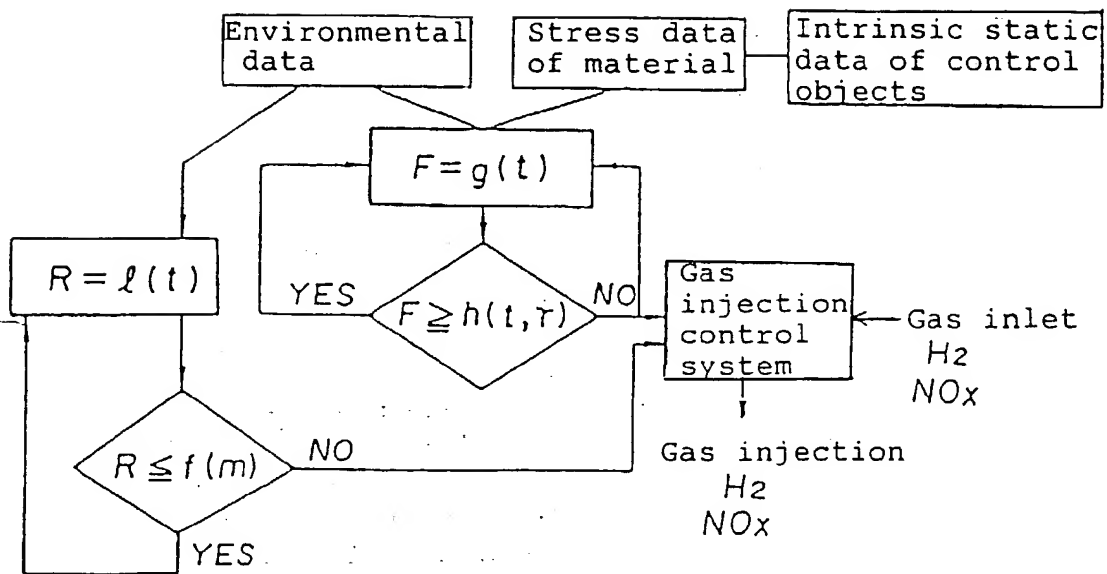 Environmental
data
Stress data
of material
Intrinsic static
data of control
objects
F=g(t)
R=ℓ(t)
YES
F≧h(t,τ)
NO
Gas
injection
control
system
Gas inlet
H2
NOx
R≦f(m)
NO
YES
Gas injection
H2
NOx